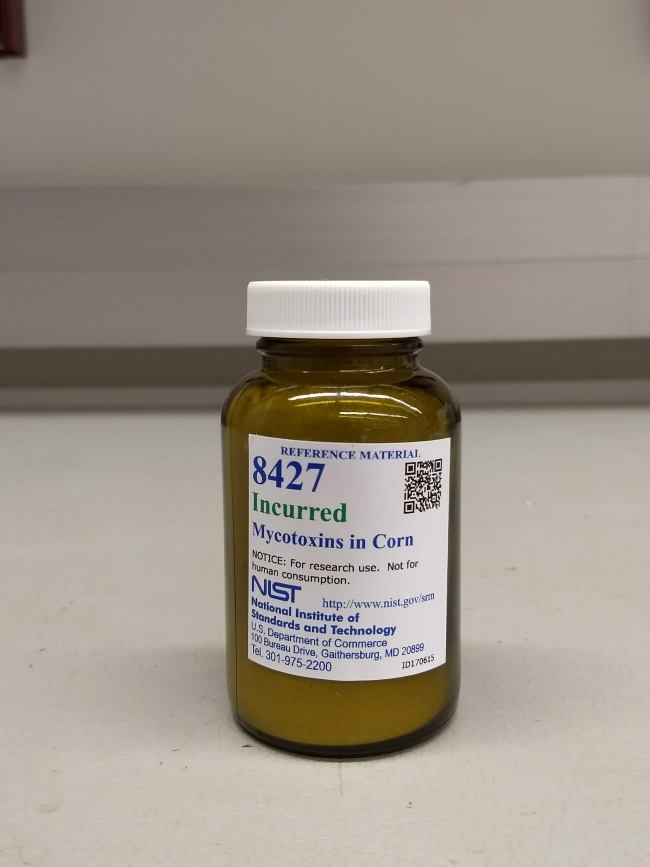 REFERENCE MATERIAL
8427
Incurred
Mycotoxins in Corn
NOTICE: For research use. Not for
human consumption.
NIST
http://www.nist.gov/srm
National Institute of
Standards and Technology
U.S. Department of Commerce
100 Bureau Drive, Gaithersburg, MD 20899
Tel. 301-975-2200
ID170615